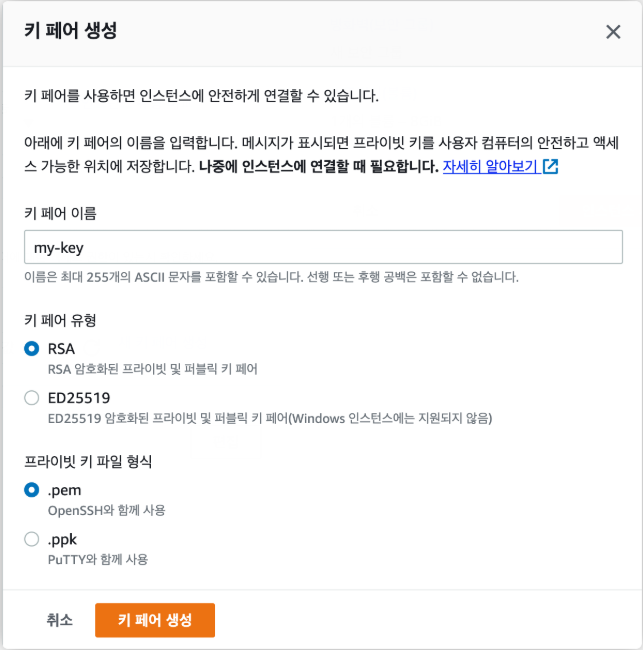 키 페어 생성
키 페어를 사용하면 인스턴스에 안전하게 연결할 수 있습니다.
아래에 키 페어의 이름을 입력합니다. 메시지가 표시되면 프라이빗 키를 사용자 컴퓨터의 안전하고 액세
스 가능한 위치에 저장합니다. 나중에 인스턴스에 연결할 때 필요합니다. 자세히 알아보기
키 페어 이름
my-key
이름은 최대 255개의 ASCII 문자를 포함할 수 있습니다. 선행 또는 후행 공백은 포함할 수 없습니다.
키 페어 유형
RSA
RSA 암호화된 프라이빗 및 퍼블릭 키 페어
ED25519
ED25519 암호화된 프라이빗 및 퍼블릭 키 페어(Windows 인스턴스에는 지원되지 않음)
프라이빗 키 파일 형식
.pem
OpenSSH와 함께 사용
.ppk
PuTTY와 함께 사용
취소 키 페어 생성